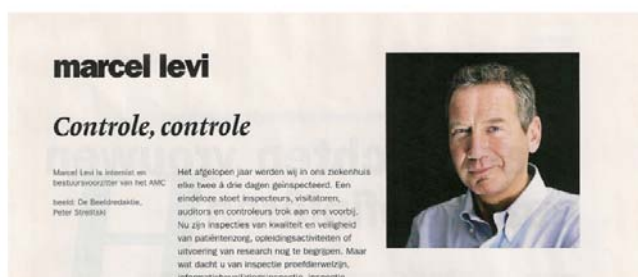 marcel levi
Controle, controle
Marcel Levi is internist en
bestuursvoorzitter van het AMC
beeld: De Beeldredaktie,
Peter Strelitski
Het afgelopen jaar werden wij in ons ziekenhuis
elke twee à drie dagen geïnspecteerd. Een
eindeloze stoet inspecteurs, visitatoren,
auditors en controleurs trok aan ons voorbij.
Nu zijn inspecties van kwaliteit en veiligheid
van patiëntenzorg, opleidingsactiviteiten of
uitvoering van research nog te begrijpen. Maar
wat dacht u van inspectie proefdierwelzijn,